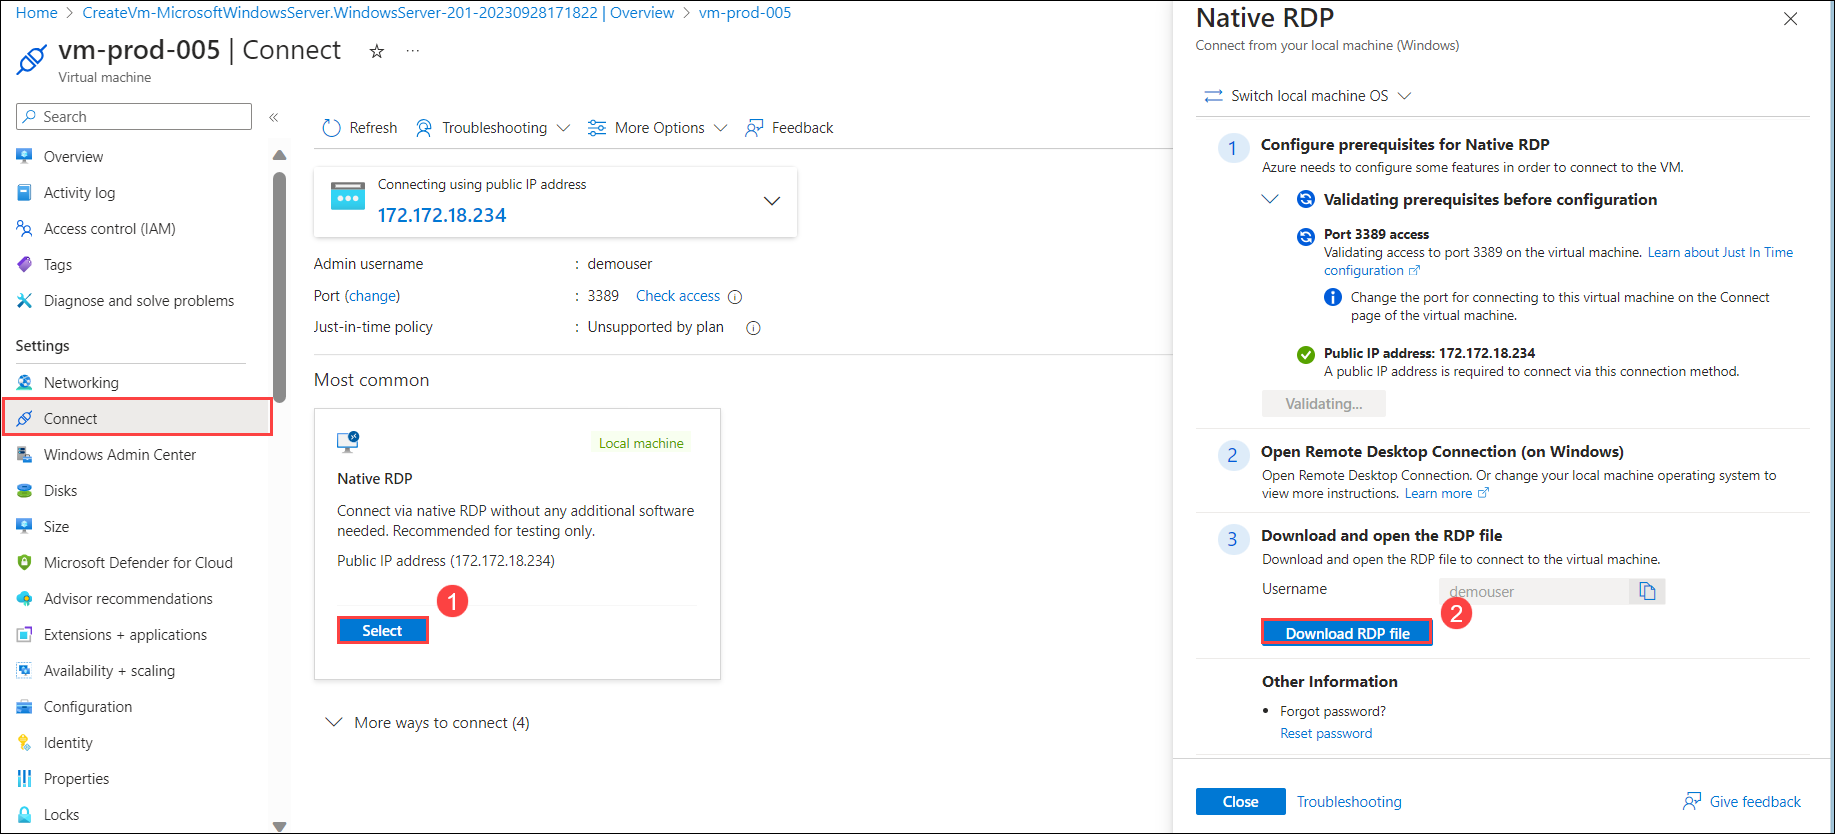 Home > CreateVm-MicrosoftWindowsServer.WindowsServer-201-20230928171822 | Overview > vm-prod-005
vm-prod-005 | Connect
Virtual machine
Search
Overview
Activity log
Access control (IAM)
Tags
Diagnose and solve problems
Settings
Networking
Connect
Windows Admin Center
Disks
Size
Microsoft Defender for Cloud
Advisor recommendations
Extensions + applications
Availability + scaling
Configuration
Identity
Properties
Locks
Refresh Troubleshooting More Options Feedback
Connecting using public IP address
172.172.18.234
Admin username : demouser
Port (change) : 3389 Check access
Just-in-time policy : Unsupported by plan
Most common
Local machine
Native RDP
Connect via native RDP without any additional software
needed. Recommended for testing only.
Public IP address (172.172.18.234)
1
Select
More ways to connect (4)
Native RDP
Connect from your local machine (Windows)
Switch local machine OS
1 Configure prerequisites for Native RDP
Azure needs to configure some features in order to connect to the VM.
Validating prerequisites before configuration
Port 3389 access
Validating access to port 3389 on the virtual machine. Learn about Just In Time
configuration
Change the port for connecting to this virtual machine on the Connect
page of the virtual machine.
Public IP address: 172.172.18.234
A public IP address is required to connect via this connection method.
Validating...
2 Open Remote Desktop Connection (on Windows)
Open Remote Desktop Connection. Or change your local machine operating system to
view more instructions. Learn more
3 Download and open the RDP file
Download and open the RDP file to connect to the virtual machine.
Username demouser
2
Download RDP file
Other Information
• Forgot password?
Reset password
Close Troubleshooting Give feedback